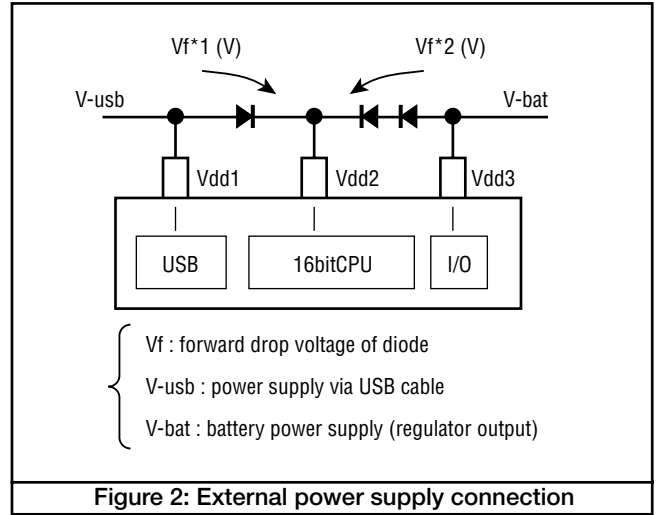 Vf*1 (V)
Vf*2 (V)
V-usb
V-bat
Vdd1
Vdd2
Vdd3
USB
16bitCPU
I/O
Vf : forward drop voltage of diode
V-usb : power supply via USB cable
V-bat : battery power supply (regulator output)
Figure 2: External power supply connection